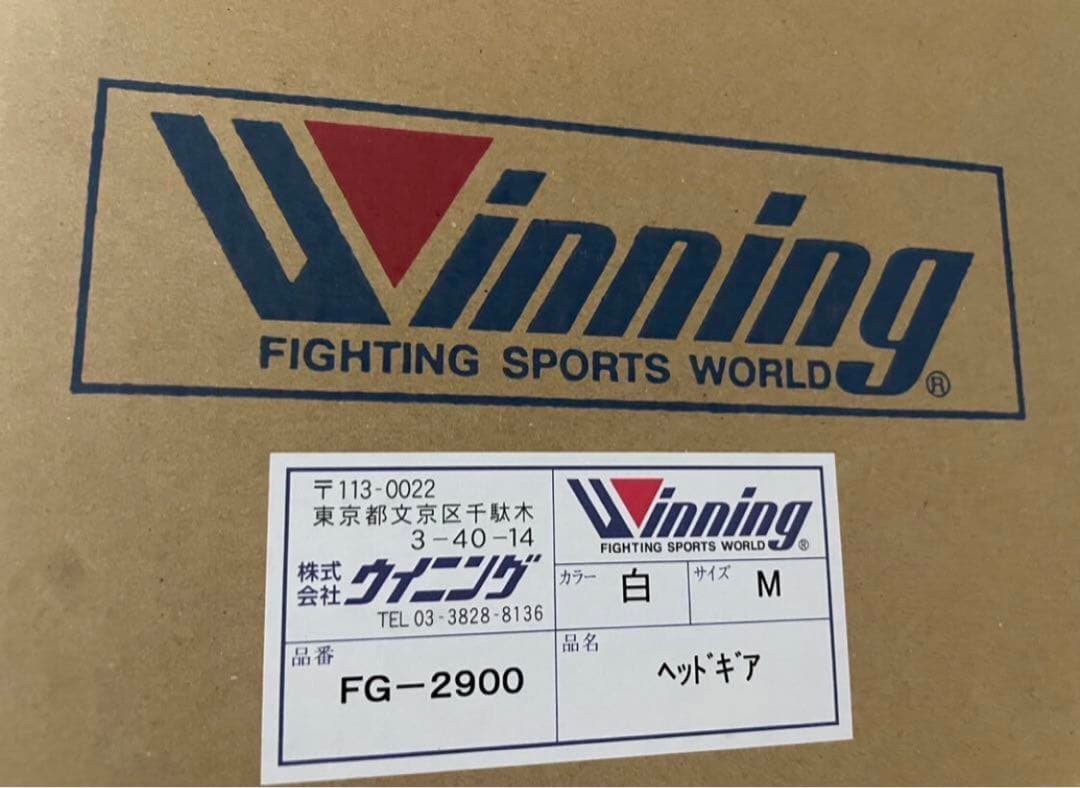 Winning
FIGHTING SPORTS WORLD®
〒113-0022
東京都文京区千駄木
3-40-14
株式会社 ウイニング
TEL 03-3828-8136
Winning
FIGHTING SPORTS WORLD®
カラー 白
サイズ M
品番
FG-2900
品名
ヘッドギア